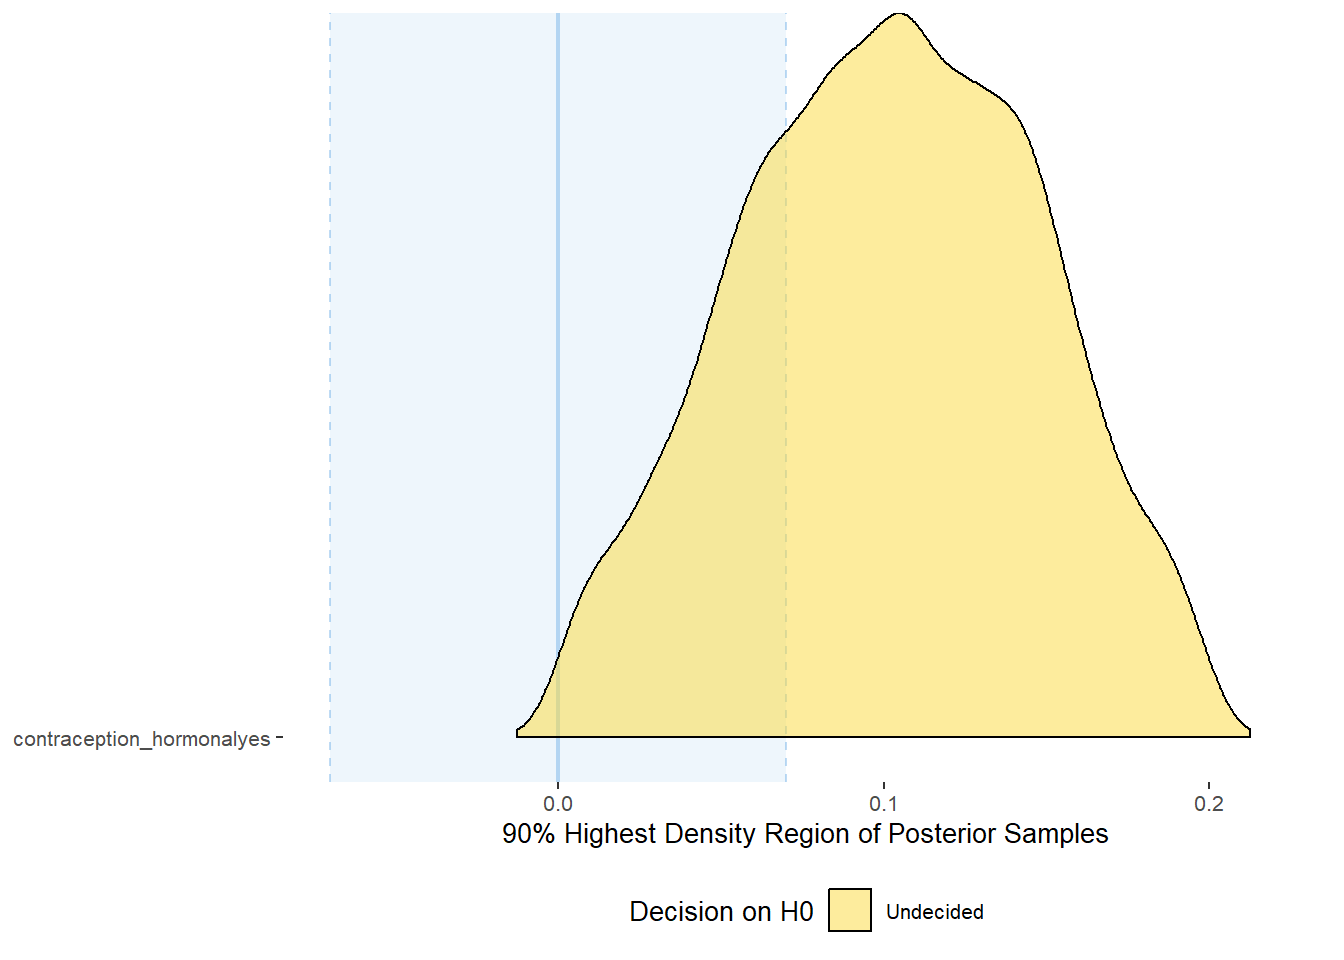 contraception_hormonalyes
0.0 0.1 0.2
90% Highest Density Region of Posterior Samples
Decision on H0 Undecided